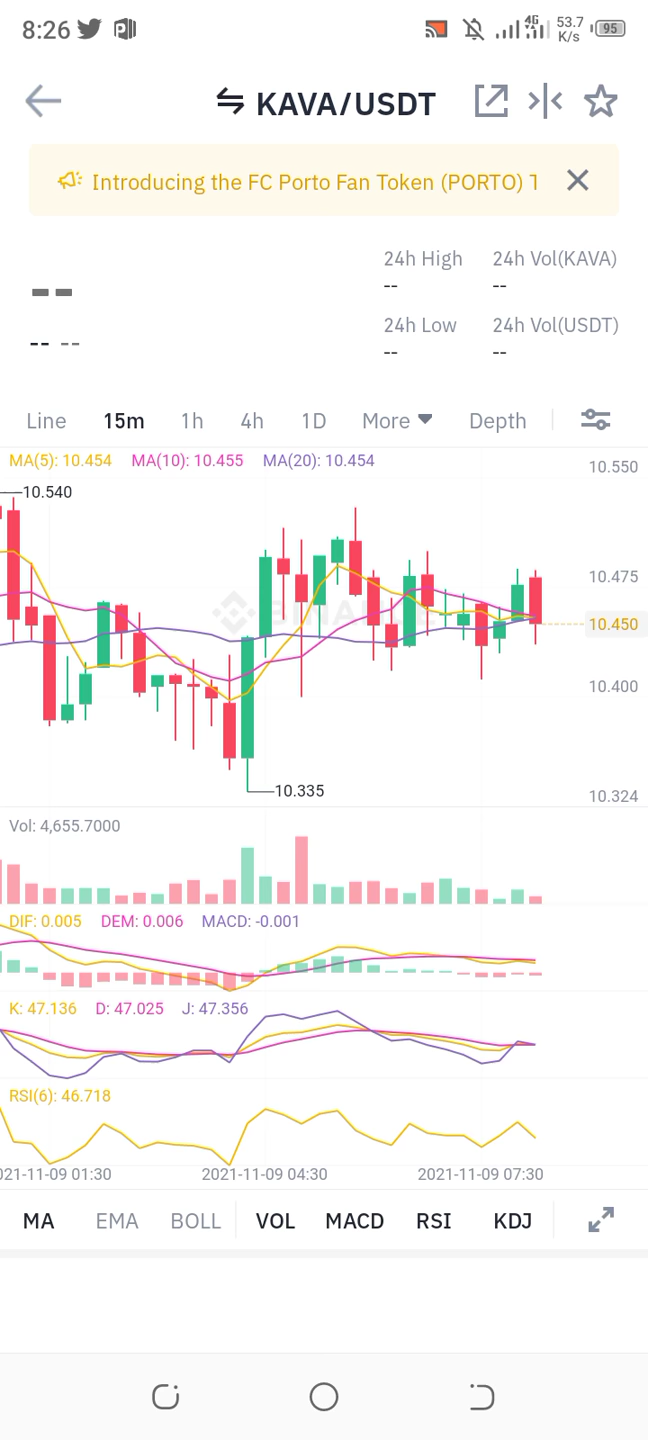 8:26
4G
53.7
K/s
95
KAVA/USDT
Introducing the FC Porto Fan Token (PORTO) T
24h High
24h Vol(KAVA)
--
--
--
24h Low
24h Vol(USDT)
-- --
--
--
Line 15m 1h 4h 1D More Depth
MA(5): 10.454 MA(10): 10.455 MA(20): 10.454
10.550
10.540
10.475
BINANCE
10.450
10.400
10.335
10.324
Vol: 4,655.7000
DIF: 0.005 DEM: 0.006 MACD: -0.001
K: 47.136 D: 47.025 J: 47.356
RSI(6): 46.718
021-11-09 01:30 2021-11-09 04:30 2021-11-09 07:30
MA EMA BOLL VOL MACD RSI KDJ